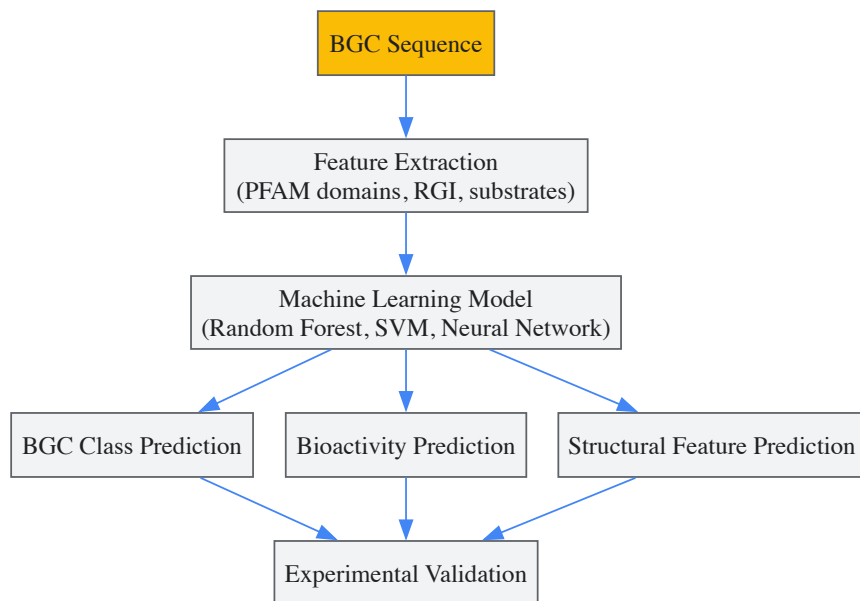 BGC Sequence
Feature Extraction
(PFAM domains, RGI, substrates)
Machine Learning Model
(Random Forest, SVM, Neural Network)
BGC Class Prediction
Bioactivity Prediction
Structural Feature Prediction
Experimental Validation